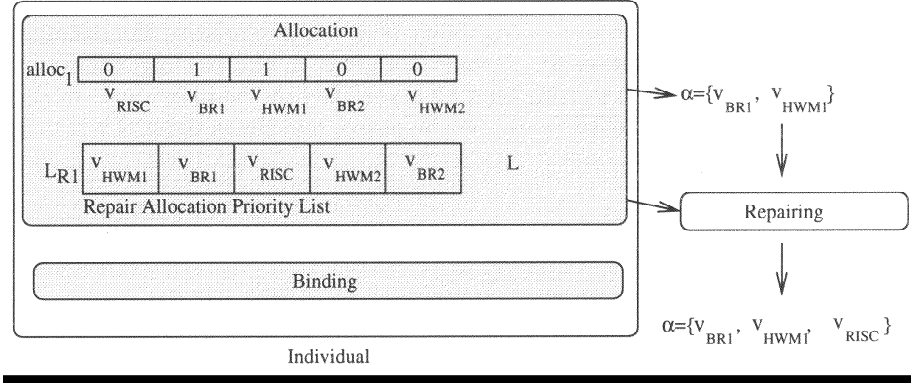 Allocation
alloc1 0 1 1 0 0
vRISC vBR1 vHWM1 vBR2 vHWM2
α={vBR1, vHWM1}
LR1 vHWM1 vBR1 vRISC vHWM2 vBR2 L
Repair Allocation Priority List
Repairing
Binding
α={vBR1, vHWM1, vRISC}
Individual